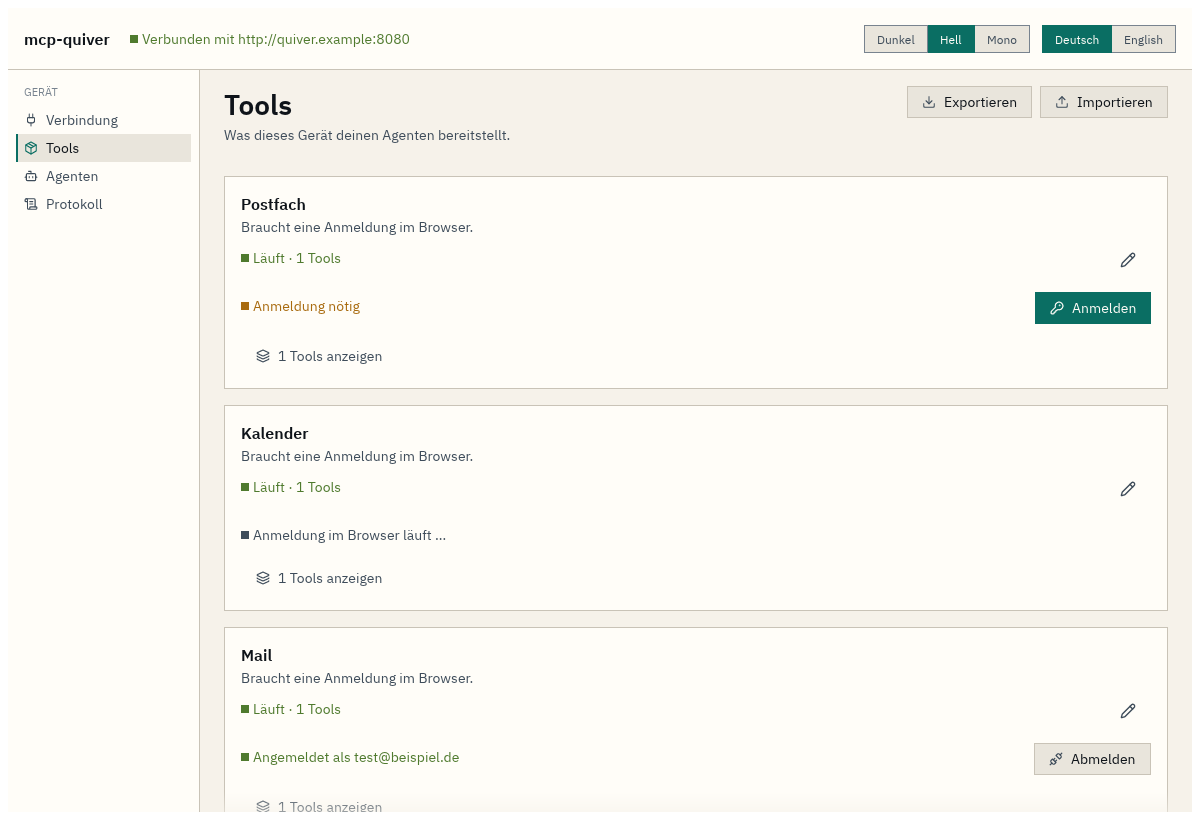 mcp-quiver
Verbunden mit http://quiver.example:8080
Dunkel Hell Mono
Deutsch English
GERÄT
Verbindung
Tools
Agenten
Protokoll
Tools
Was dieses Gerät deinen Agenten bereitstellt.
Exportieren
Importieren
Postfach
Braucht eine Anmeldung im Browser.
Läuft · 1 Tools
Anmeldung nötig
Anmelden
1 Tools anzeigen
Kalender
Braucht eine Anmeldung im Browser.
Läuft · 1 Tools
Anmeldung im Browser läuft …
1 Tools anzeigen
Mail
Braucht eine Anmeldung im Browser.
Läuft · 1 Tools
Angemeldet als test@beispiel.de
Abmelden
1 Tools anzeigen